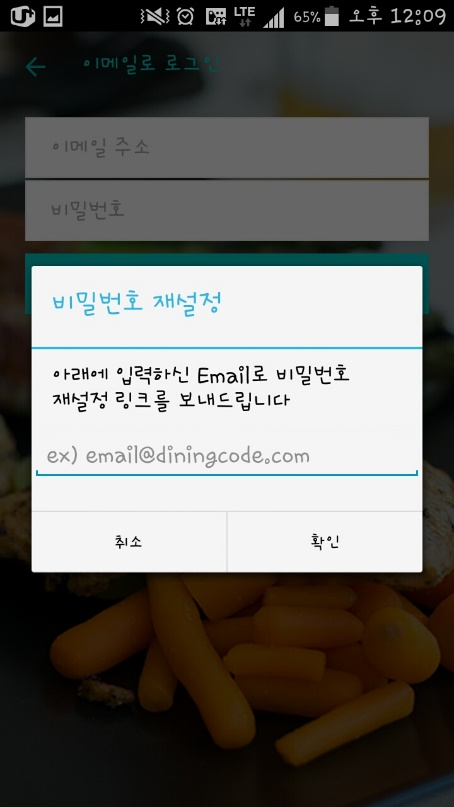 LTE 65% 오후 12:09
이메일로 로그인
이메일 주소
비밀번호
비밀번호 재설정
아래에 입력하신 Email로 비밀번호
재설정 링크를 보내드립니다
ex) email@diningcode.com
취소 확인